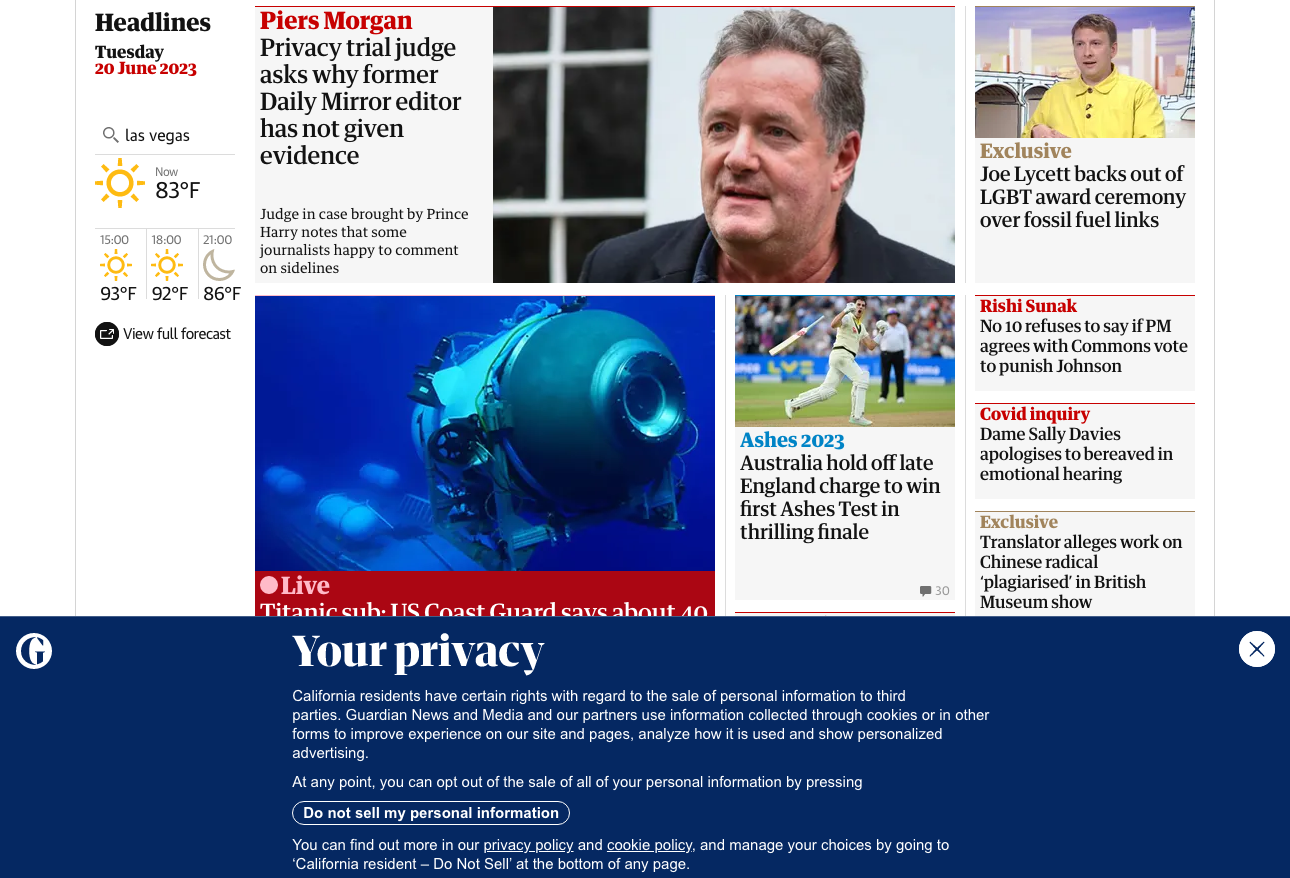 Headlines
Tuesday
20 June 2023
las vegas
Now
83°F
15:00
93°F
18:00
92°F
21:00
86°F
View full forecast
Piers Morgan
Privacy trial judge
asks why former
Daily Mirror editor
has not given
evidence
Judge in case brought by Prince
Harry notes that some
journalists happy to comment
on sidelines
Exclusive
Joe Lycett backs out of
LGBT award ceremony
over fossil fuel links
Live
Titanic sub: US Coast Guard says about 40
Ashes 2023
Australia hold off late
England charge to win
first Ashes Test in
thrilling finale
30
Rishi Sunak
No 10 refuses to say if PM
agrees with Commons vote
to punish Johnson
Covid inquiry
Dame Sally Davies
apologises to bereaved in
emotional hearing
Exclusive
Translator alleges work on
Chinese radical
‘plagiarised’ in British
Museum show
G
Your privacy
California residents have certain rights with regard to the sale of personal information to third
parties. Guardian News and Media and our partners use information collected through cookies or in other
forms to improve experience on our site and pages, analyze how it is used and show personalized
advertising.
At any point, you can opt out of the sale of all of your personal information by pressing
Do not sell my personal information
You can find out more in our privacy policy and cookie policy, and manage your choices by going to
‘California resident – Do Not Sell’ at the bottom of any page.